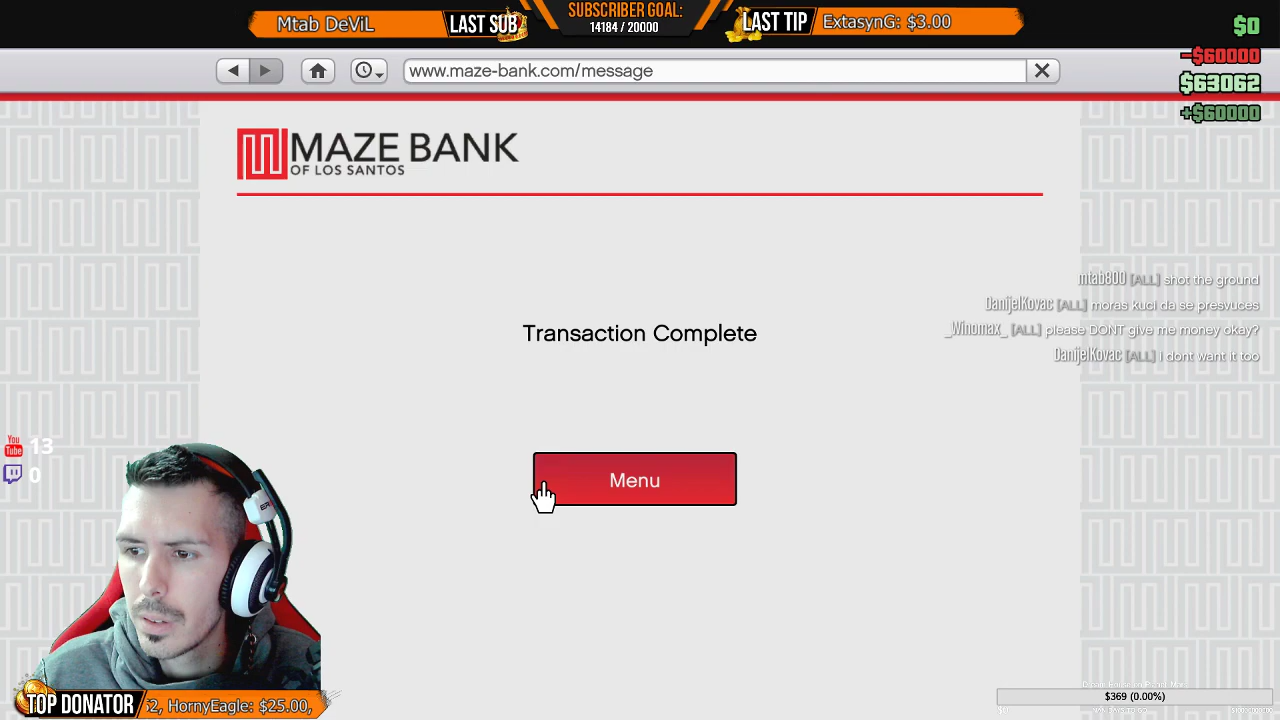 Mtab DeViL
LAST SUB
SUBSCRIBER GOAL:
14184 / 20000
LAST TIP
ExtasynG: $3.00
$0
-$60000
$63062
+$60000
www.maze-bank.com/message
MAZE BANK
OF LOS SANTOS
Transaction Complete
Menu
mtab800 [ALL] shot the ground
DanijelKovac [ALL] moras kuci da se presvuces
_Winomax_ [ALL] please DONT give me money okay?
DanijelKovac [ALL] I dont want it too
You
Tube
13
0
TOP DONATOR
2, HornyEagle: $25.00,
$369 (0.00%)